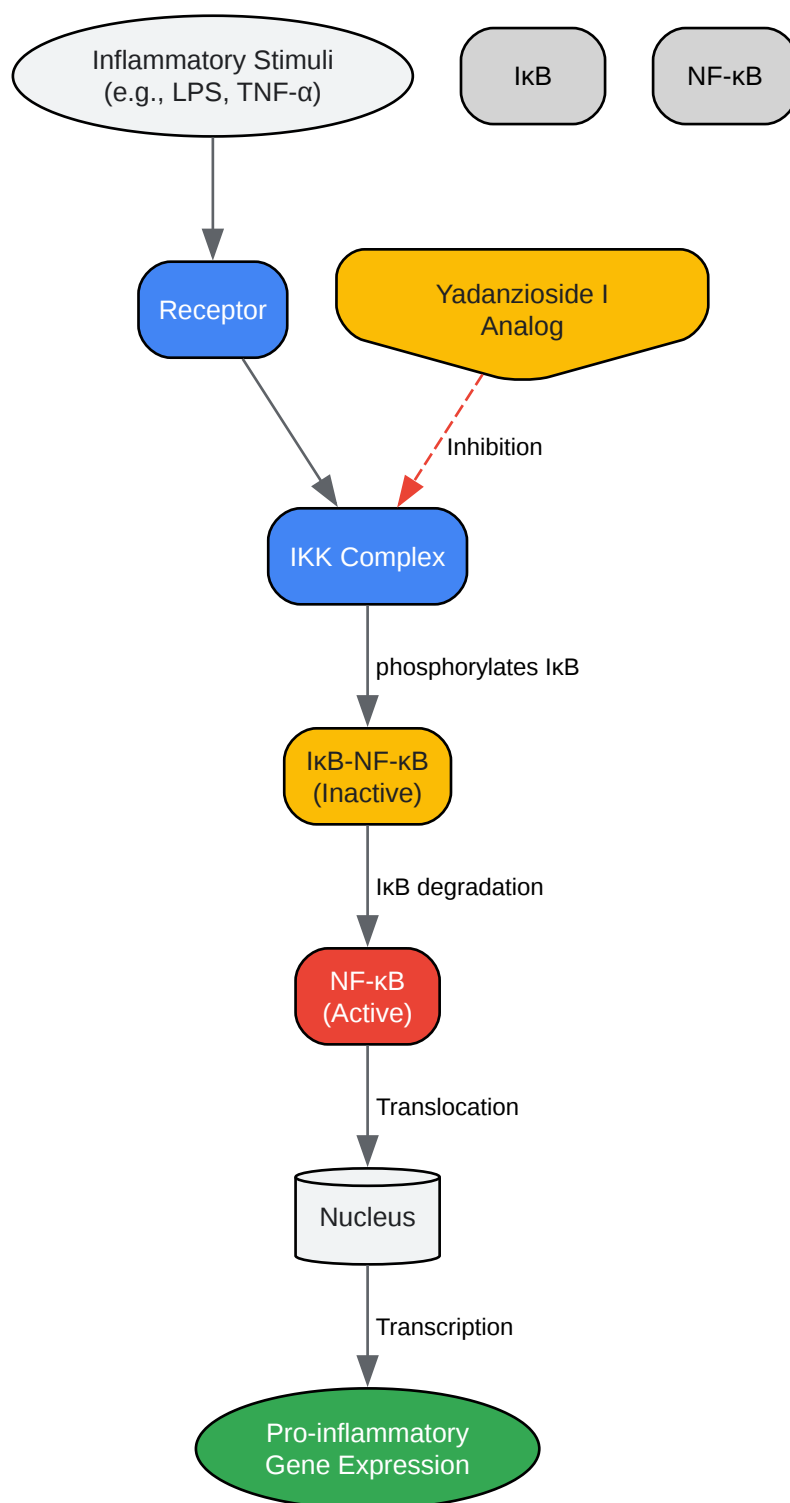 Inflammatory Stimuli
(e.g., LPS, TNF-α)
IκB
NF-κB
Receptor
Yadanzioside I
Analog
Inhibition
IKK Complex
phosphorylates IκB
IκB-NF-κB
(Inactive)
IκB degradation
NF-κB
(Active)
Translocation
Nucleus
Transcription
Pro-inflammatory
Gene Expression